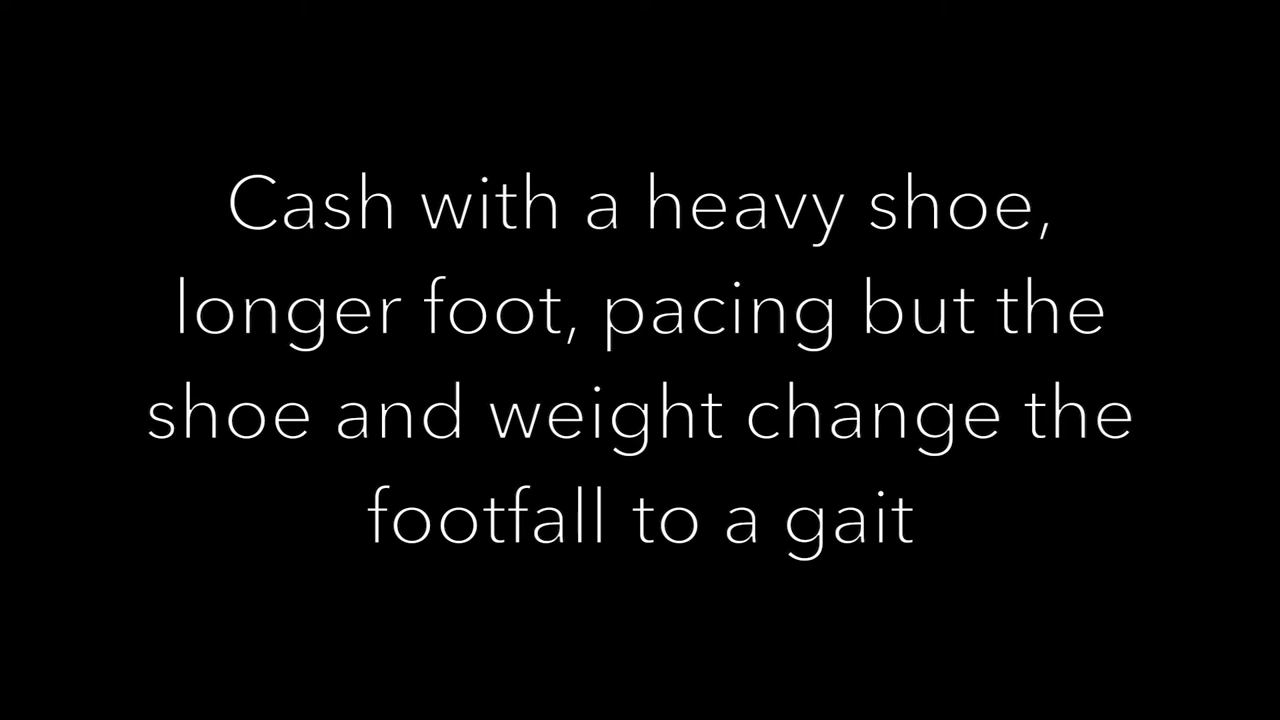 Cash with a heavy shoe,
longer foot, pacing but the
shoe and weight change the
footfall to a gait